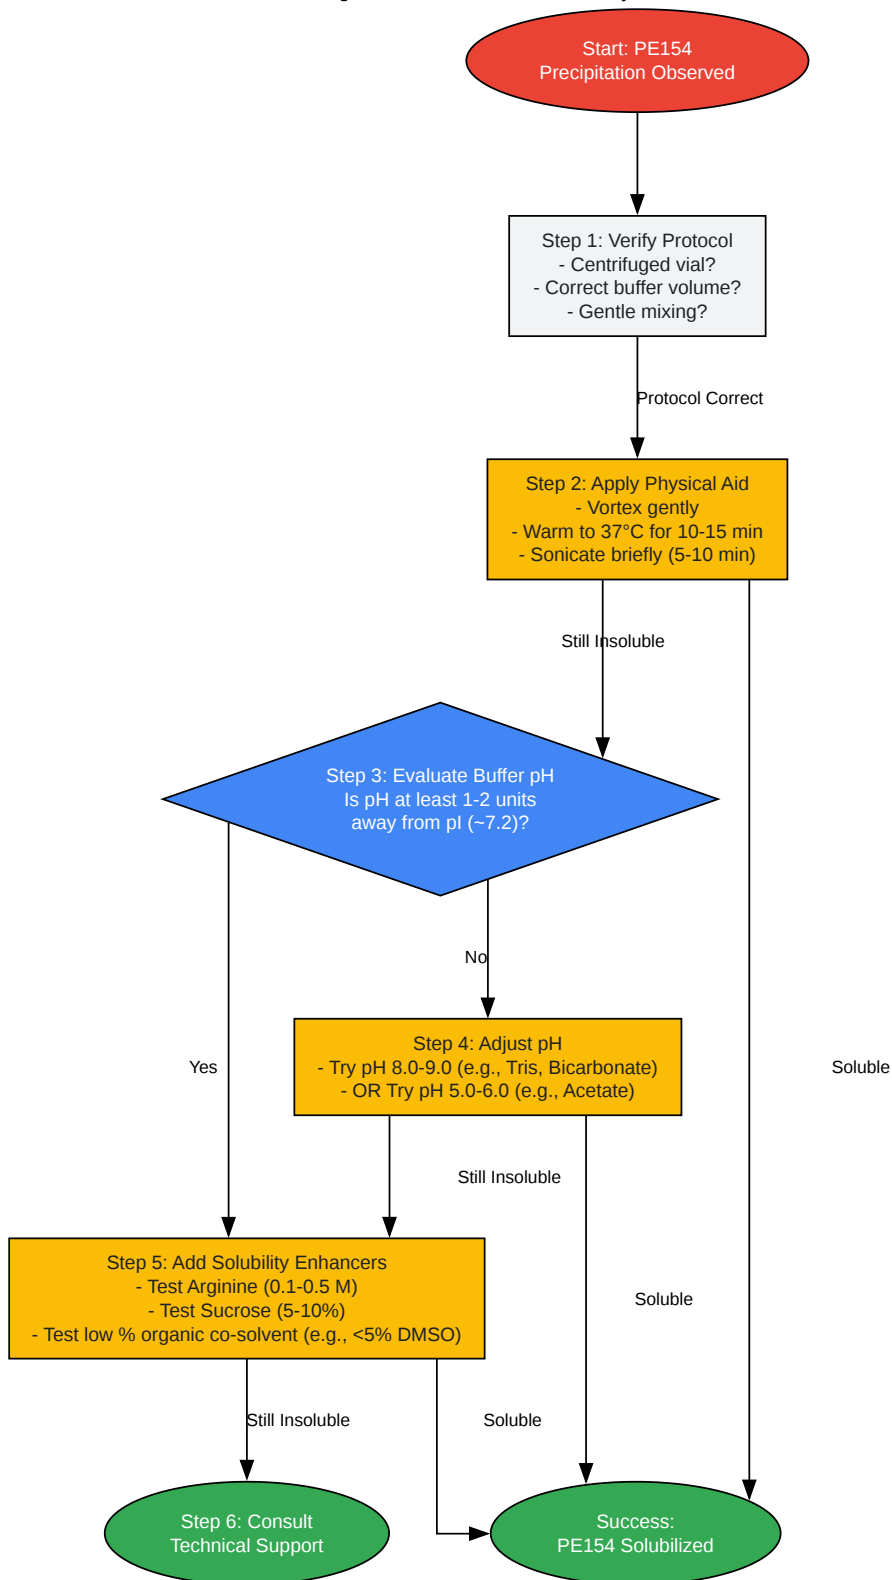 Start: PE154
Precipitation Observed
Step 1: Verify Protocol
- Centrifuged vial?
- Correct buffer volume?
- Gentle mixing?
Protocol Correct
Step 2: Apply Physical Aid
- Vortex gently
- Warm to 37°C for 10-15 min
- Sonicate briefly (5-10 min)
Still Insoluble
Step 3: Evaluate Buffer pH
Is pH at least 1-2 units
away from pI (~7.2)?
No
Step 4: Adjust pH
- Try pH 8.0-9.0 (e.g., Tris, Bicarbonate)
- OR Try pH 5.0-6.0 (e.g., Acetate)
Yes
Soluble
Still Insoluble
Step 5: Add Solubility Enhancers
- Test Arginine (0.1-0.5 M)
- Test Sucrose (5-10%)
- Test low % organic co-solvent (e.g., <5% DMSO)
Soluble
Still Insoluble
Soluble
Step 6: Consult
Technical Support
Success:
PE154 Solubilized